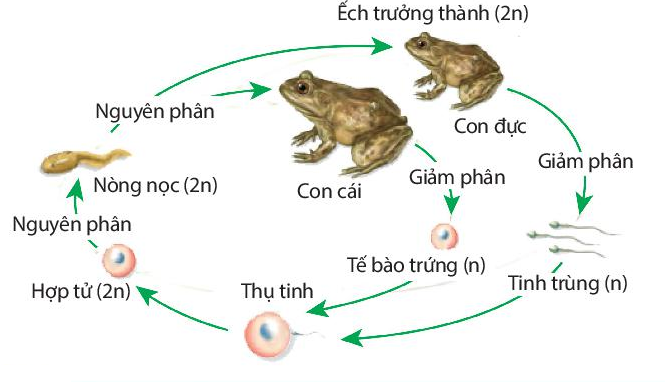 Ếch trưởng thành (2n)
Nguyên phân
Con đực
Giảm phân
Nòng nọc (2n)
Con cái
Giảm phân
Nguyên phân
Tế bào trứng (n)
Tinh trùng (n)
Hợp tử (2n)
Thụ tinh